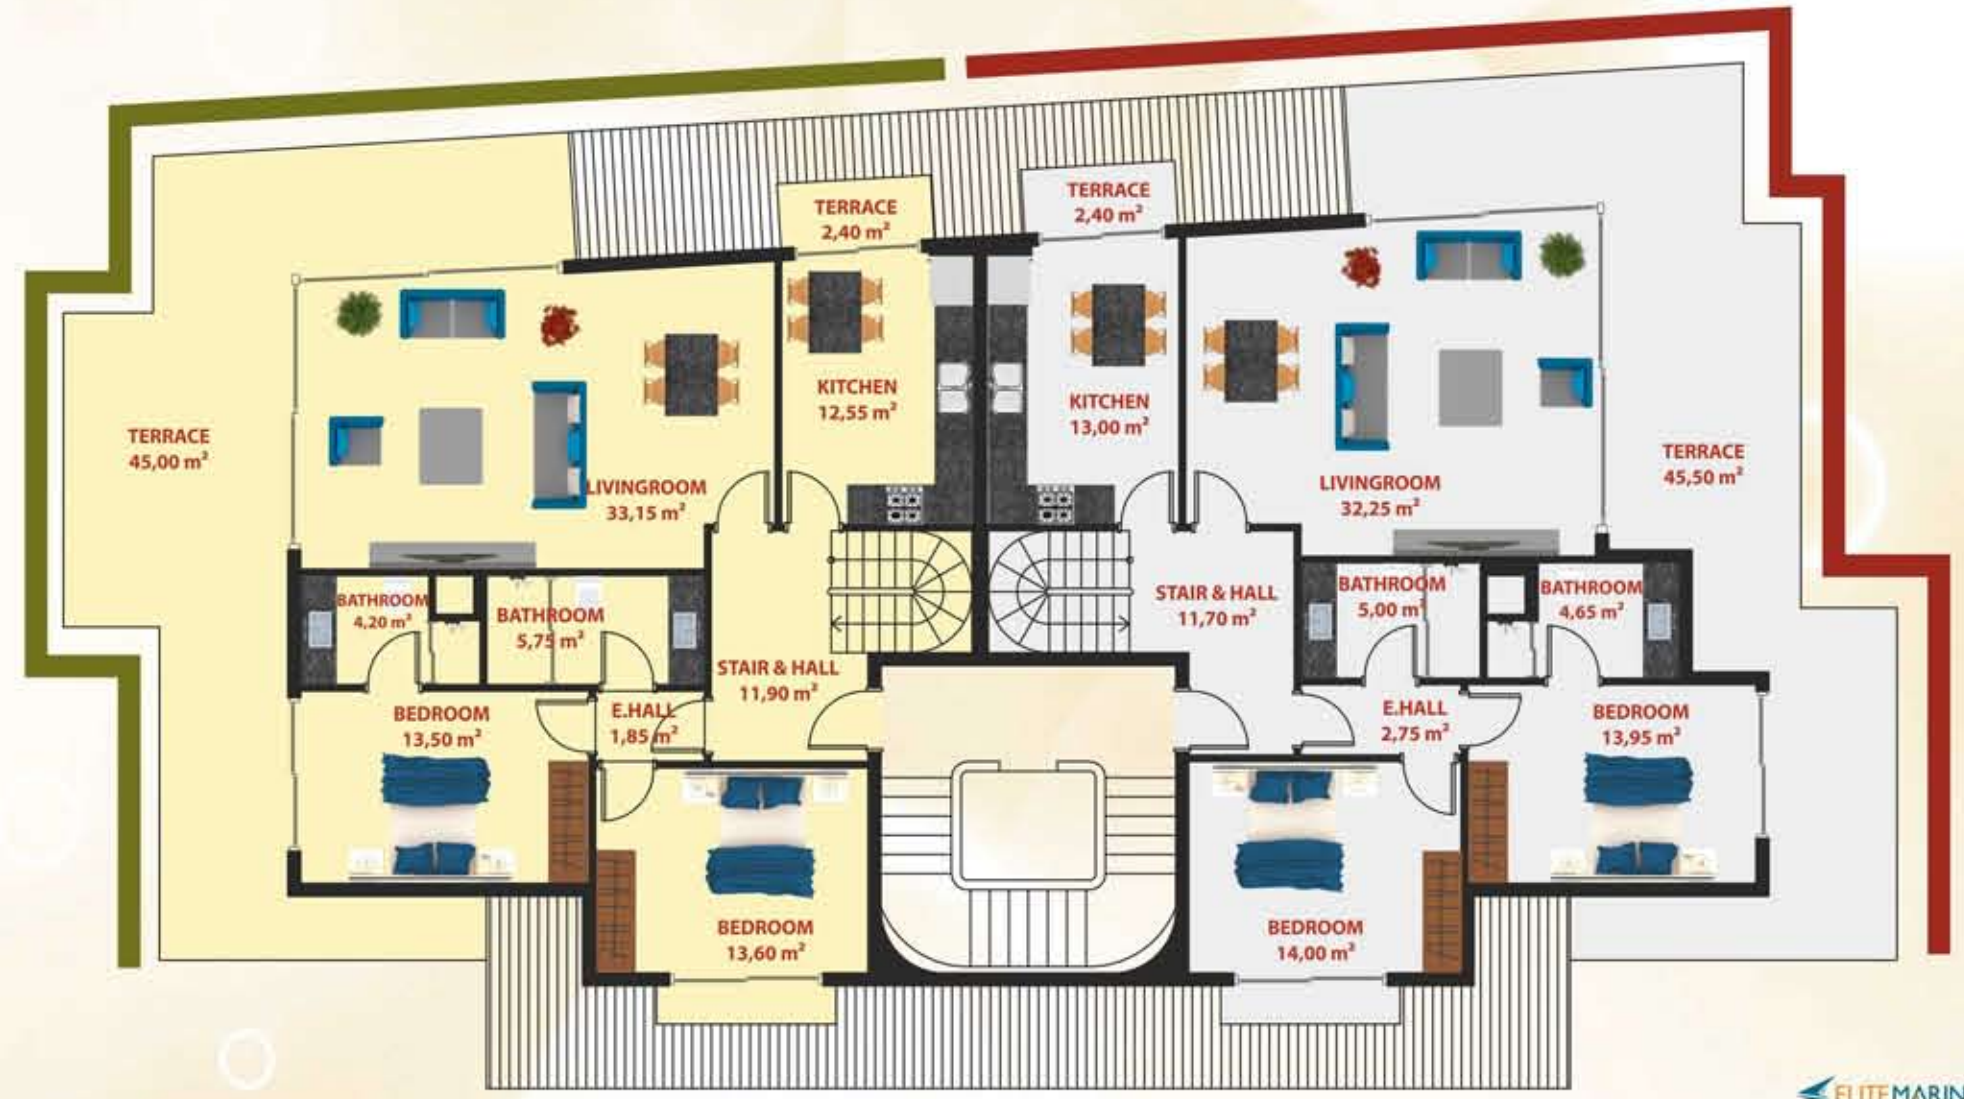 TERRACE
2,40 m²
TERRACE
2,40 m²
KITCHEN
12,55 m²
KITCHEN
13,00 m²
TERRACE
45,00 m²
LIVINGROOM
33,15 m²
LIVINGROOM
32,25 m²
TERRACE
45,50 m²
BATHROOM
4,20 m²
BATHROOM
5,75 m²
STAIR & HALL
11,90 m²
STAIR & HALL
11,70 m²
BATHROOM
5,00 m²
BATHROOM
4,65 m²
BEDROOM
13,50 m²
E.HALL
1,85 m²
E.HALL
2,75 m²
BEDROOM
13,95 m²
BEDROOM
13,60 m²
BEDROOM
14,00 m²
ELITEMARIN